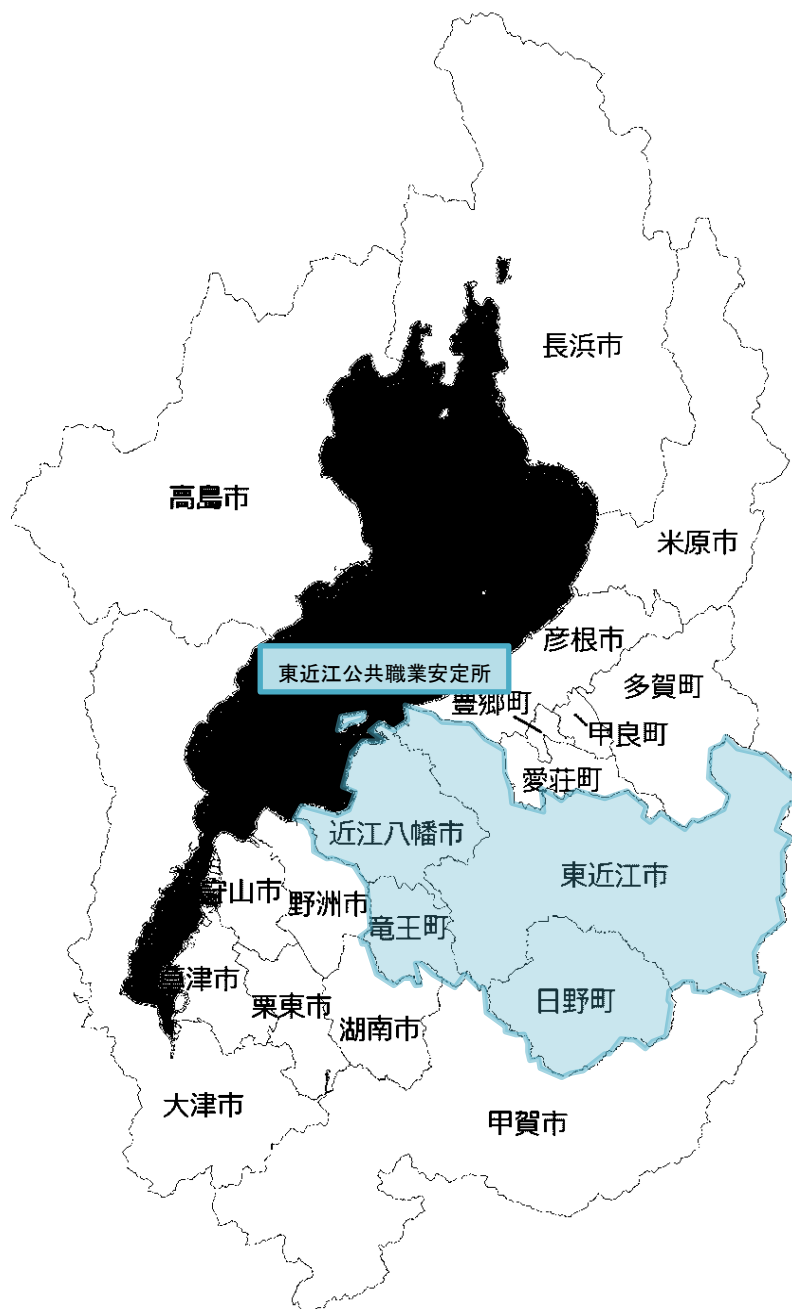 長浜市
高島市
米原市
彦根市
東近江公共職業安定所
多賀町
豊郷町
甲良町
愛荘町
近江八幡市
東近江市
守山市
野洲市
竜王町
草津市
栗東市
日野町
湖南市
大津市
甲賀市